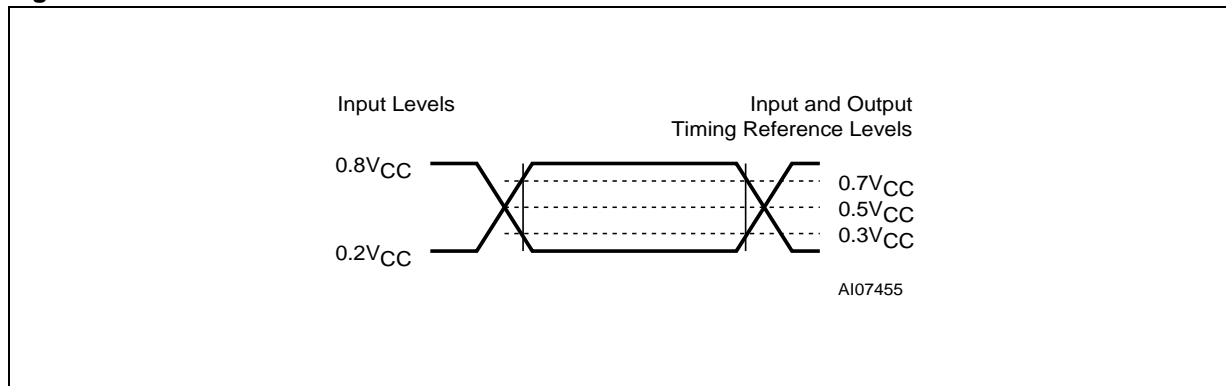 Input Levels
Input and Output
Timing Reference Levels
0.8VCC
0.7VCC
0.5VCC
0.3VCC
0.2VCC
AI07455